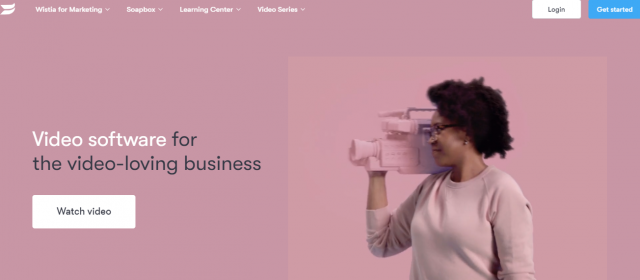 Wistia for Marketing Soapbox Learning Center Video Series Login Get started
Video software for
the video-loving business
Watch video